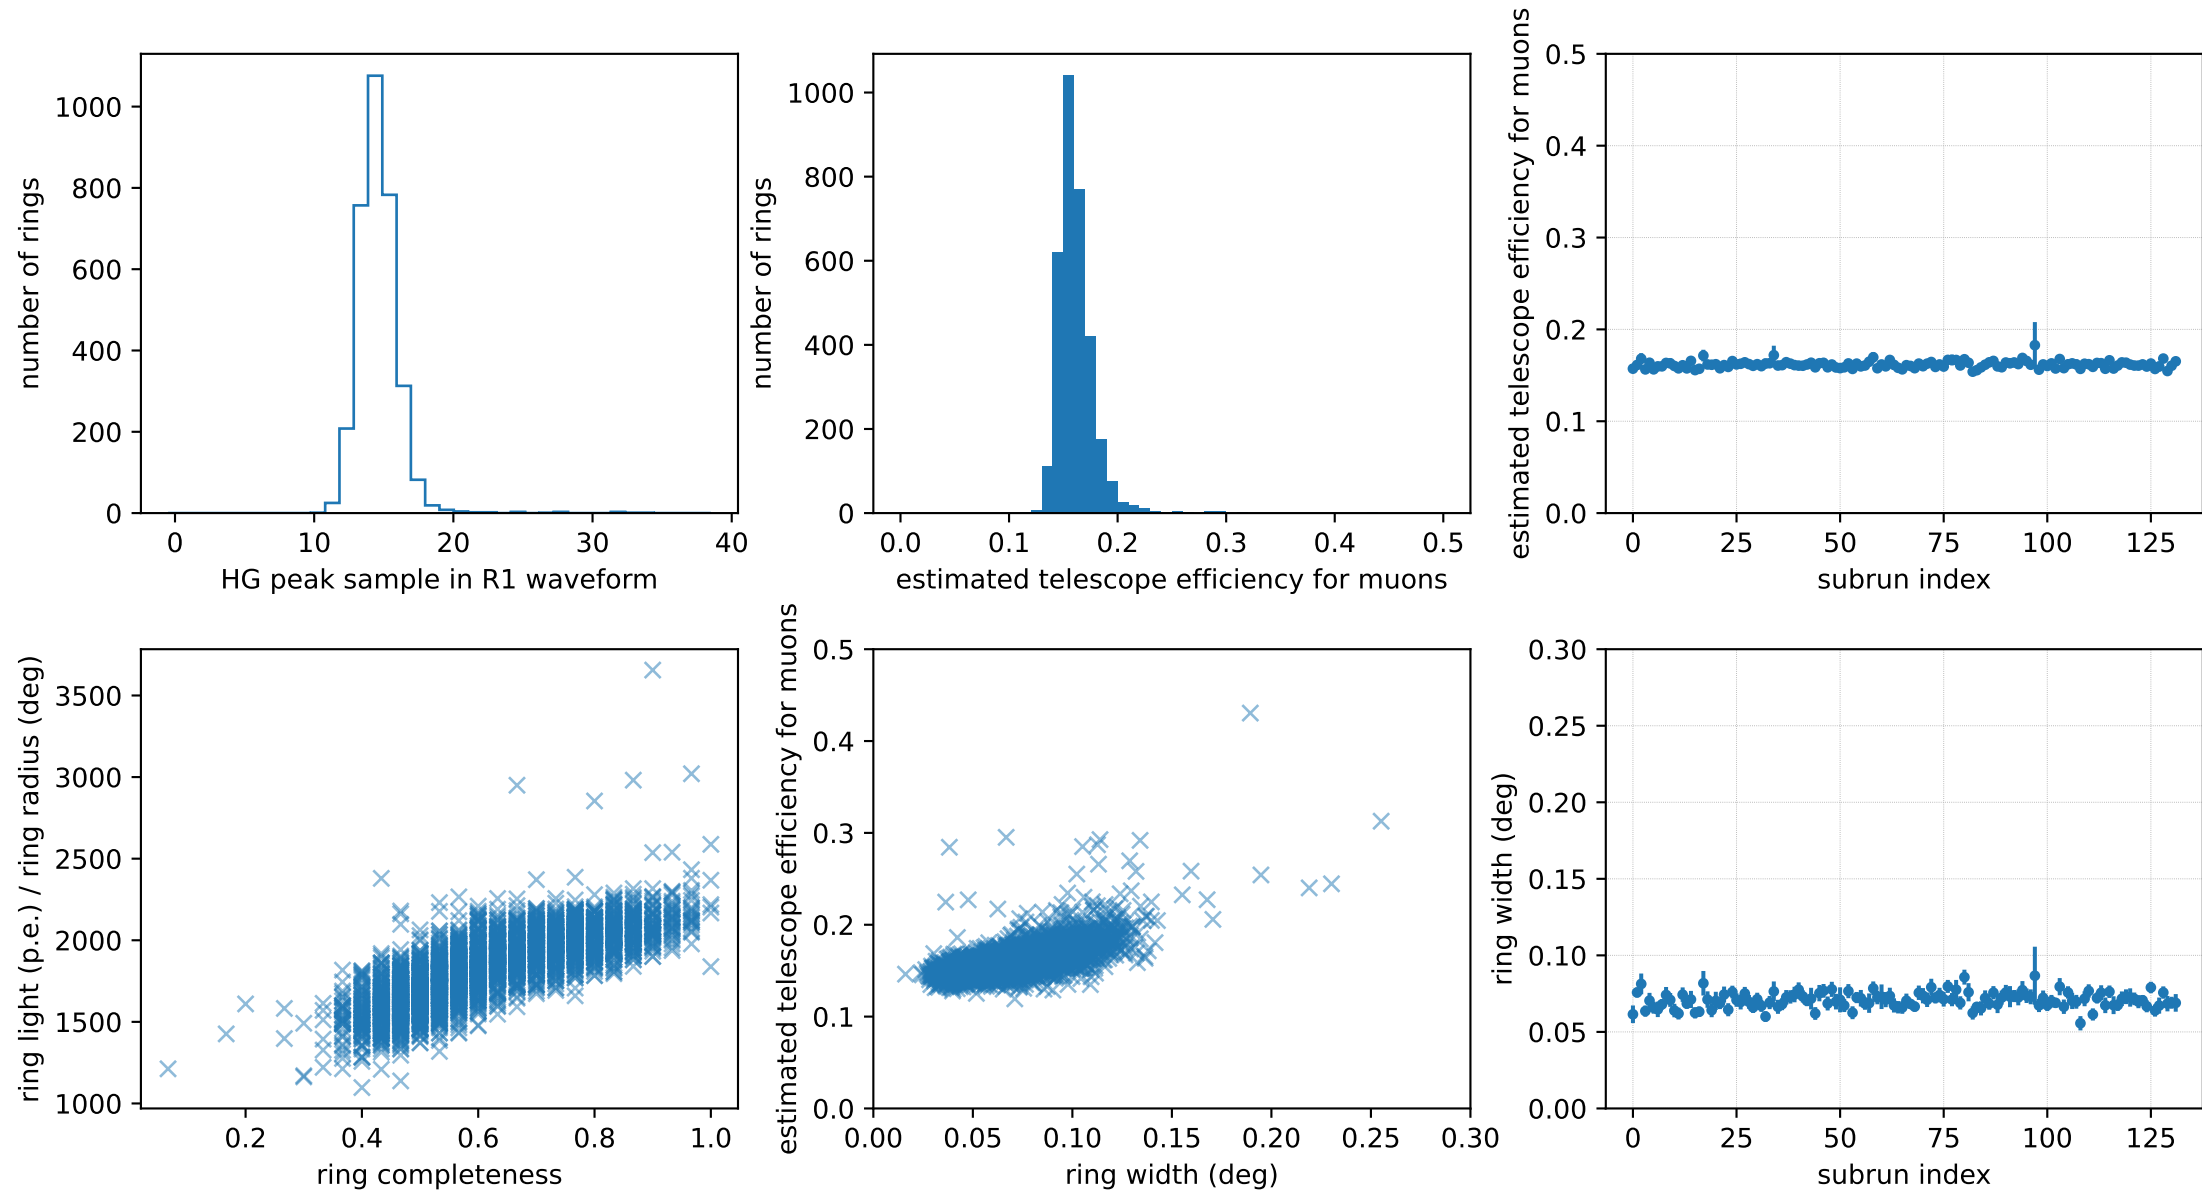 number of rings
1000
800
600
400
200
0
0 10 20 30 40
HG peak sample in R1 waveform
number of rings
1000
800
600
400
200
0
0.0 0.1 0.2 0.3 0.4 0.5
estimated telescope efficiency for muons
estimated telescope efficiency for muons
0.5
0.4
0.3
0.2
0.1
0.0
0 25 50 75 100 125
subrun index
ring light (p.e.) / ring radius (deg)
3500
3000
2500
2000
1500
1000
0.2 0.4 0.6 0.8 1.0
ring completeness
estimated telescope efficiency for muons
0.5
0.4
0.3
0.2
0.1
0.0
0.00 0.05 0.10 0.15 0.20 0.25 0.30
ring width (deg)
ring width (deg)
0.30
0.25
0.20
0.15
0.10
0.05
0.00
0 25 50 75 100 125
subrun index